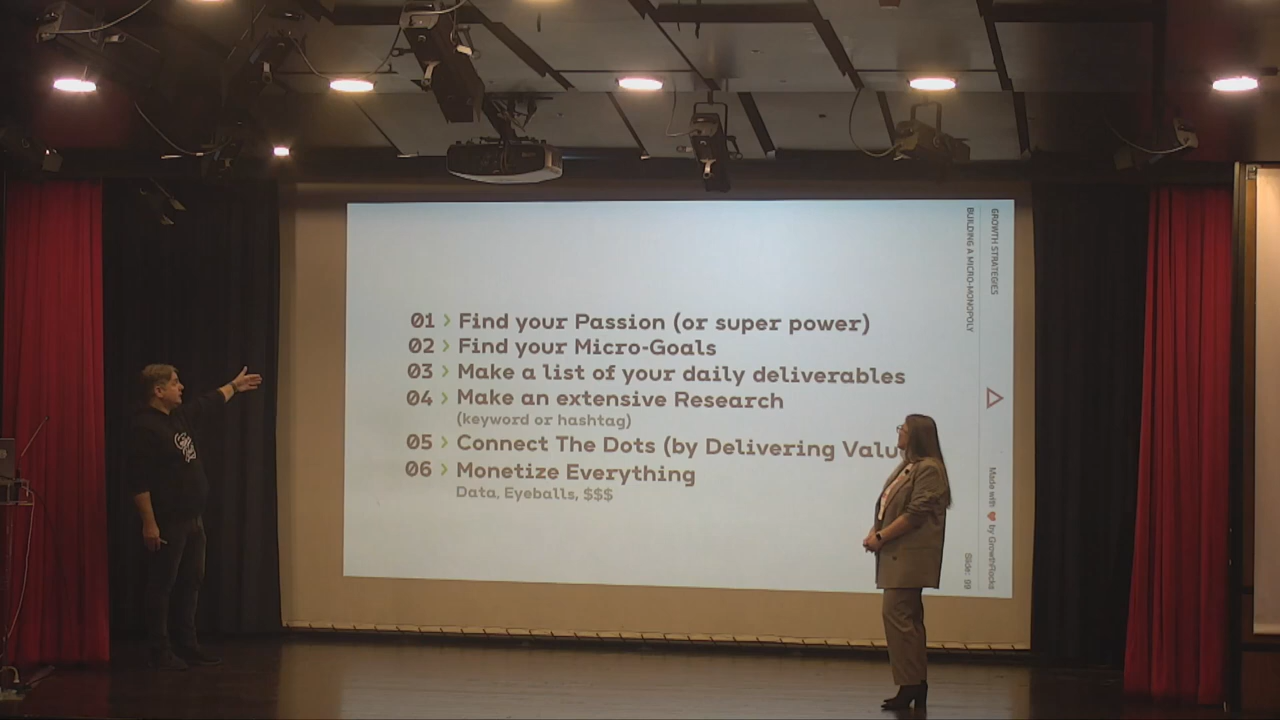 01 > Find your Passion (or super power)
02 > Find your Micro-Goals
03 > Make a list of your daily deliverables
04 > Make an extensive Research
(keyword or hashtag)
05 > Connect The Dots (by Delivering Valu
06 > Monetize Everything
Data, Eyeballs, $$$
GROWTH STRATEGIES
BUILDING A MICRO-MONOPOLY
Made with ❤ by GrowthRocks
Slide: 99